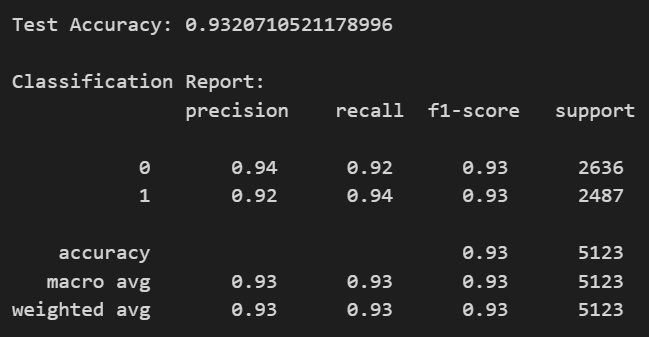 Test Accuracy: 0.9320710521178996
Classification Report:
precision recall f1-score support
0 0.94 0.92 0.93 2636
1 0.92 0.94 0.93 2487
accuracy 0.93 5123
macro avg 0.93 0.93 0.93 5123
weighted avg 0.93 0.93 0.93 5123